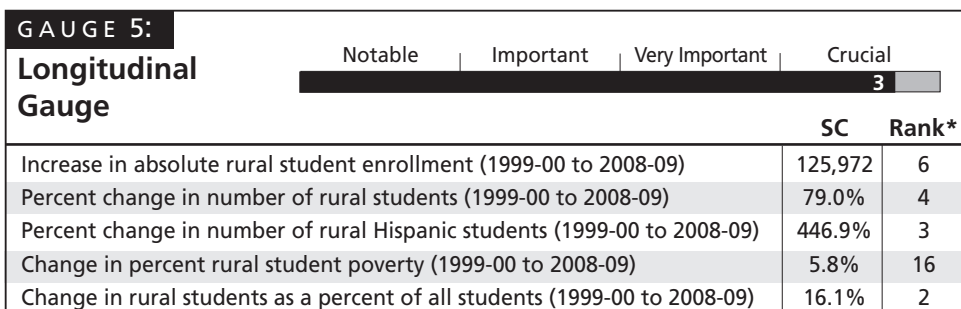 GAUGE 5:
Longitudinal
Gauge
Notable Important Very Important Crucial
3
SC Rank*
Increase in absolute rural student enrollment (1999-00 to 2008-09) 125,972 6
Percent change in number of rural students (1999-00 to 2008-09) 79.0% 4
Percent change in number of rural Hispanic students (1999-00 to 2008-09) 446.9% 3
Change in percent rural student poverty (1999-00 to 2008-09) 5.8% 16
Change in rural students as a percent of all students (1999-00 to 2008-09) 16.1% 2